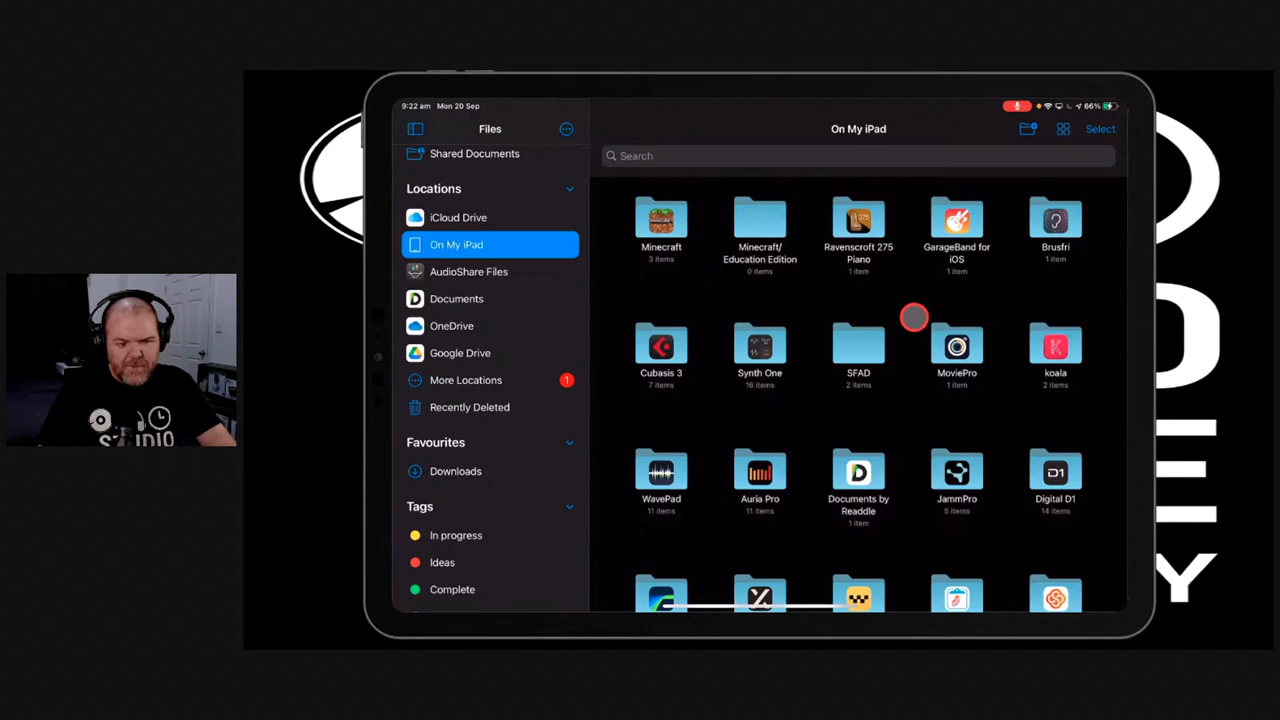 9:22 am Mon 20 Sep
66%
Files
On My iPad
Select
Shared Documents
Search
Locations
iCloud Drive
On My iPad
AudioShare Files
Documents
OneDrive
Google Drive
More Locations
1
Recently Deleted
Favourites
Downloads
Tags
In progress
Ideas
Complete
Minecraft
3 items
Minecraft/
Education Edition
0 items
275
Ravenscroft 275
Piano
1 item
GarageBand for
iOS
1 item
Brusfri
1 item
Cubasis 3
7 items
Synth One
16 items
SFAD
2 items
MoviePro
1 item
K
koala
2 items
WavePad
11 items
Auria Pro
11 items
D
Documents by
Readdle
1 item
JammPro
5 items
D1
Digital D1
14 items
STUDIO